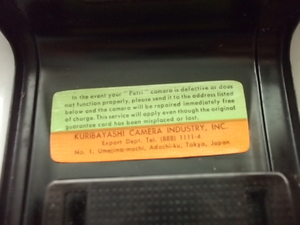 In the event your "Petri" camera is defective or does
not function properly, please send it to the address listed
below and the camera will be repaired immediately free
of charge. This service will apply even though the original
guarantee card has been misplaced or lost.
KURIBAYASHI CAMERA INDUSTRY, INC.
Export Dept. Tel. (888) 1111-4
No. 1, Umejima-machi, Adachi-ku, Tokyo, Japan